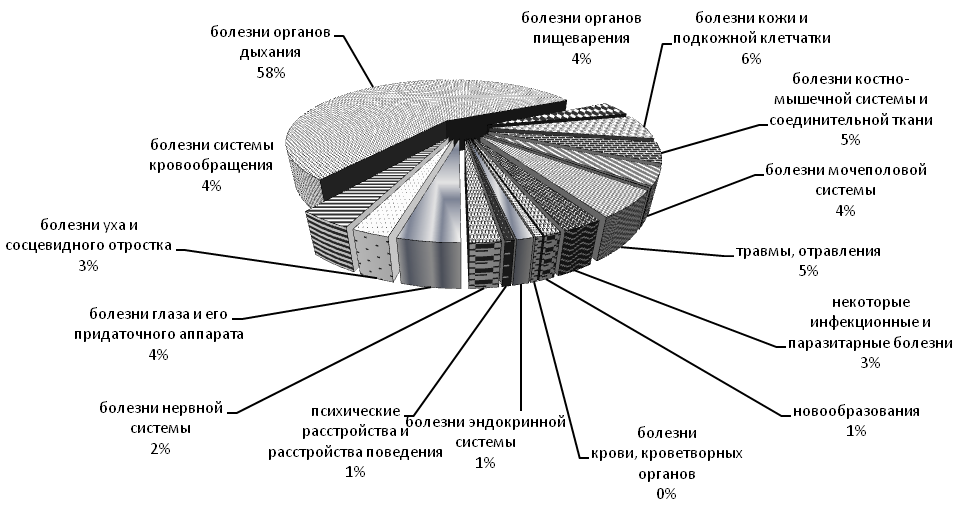 болезни органов
дыхания
58%
болезни органов
пищеварения
4%
болезни кожи и
подкожной клетчатки
6%
болезни костно-
мышечной системы и
соединительной ткани
5%
болезни мочеполовой
системы
4%
травмы, отравления
5%
некоторые
инфекционные и
паразитарные болезни
3%
новообразования
1%
болезни
крови, кроветворных
органов
0%
болезни эндокринной
системы
1%
психические
расстройства и
расстройства поведения
1%
болезни нервной
системы
2%
болезни глаза и его
придаточного аппарата
4%
болезни уха и
сосцевидного отростка
3%
болезни системы
кровообращения
4%